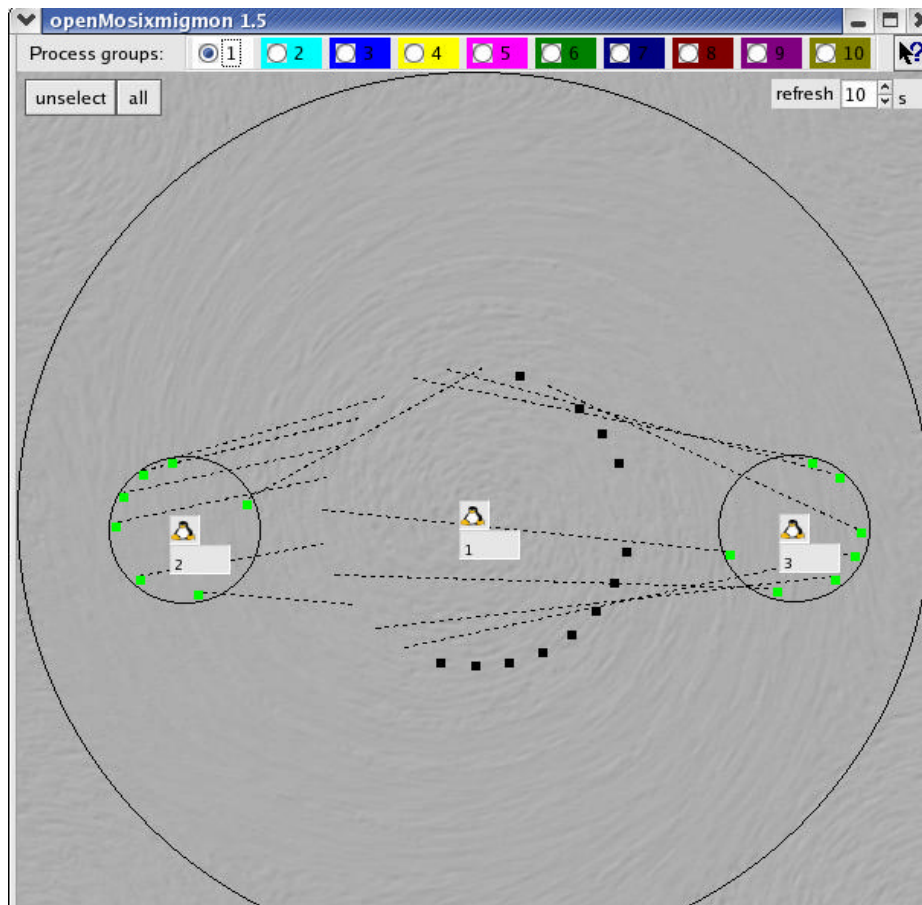 openMosixmigmon 1.5
Process groups: 1 2 3 4 5 6 7 8 9 10 ?
unselect all refresh 10 s
1
2
3